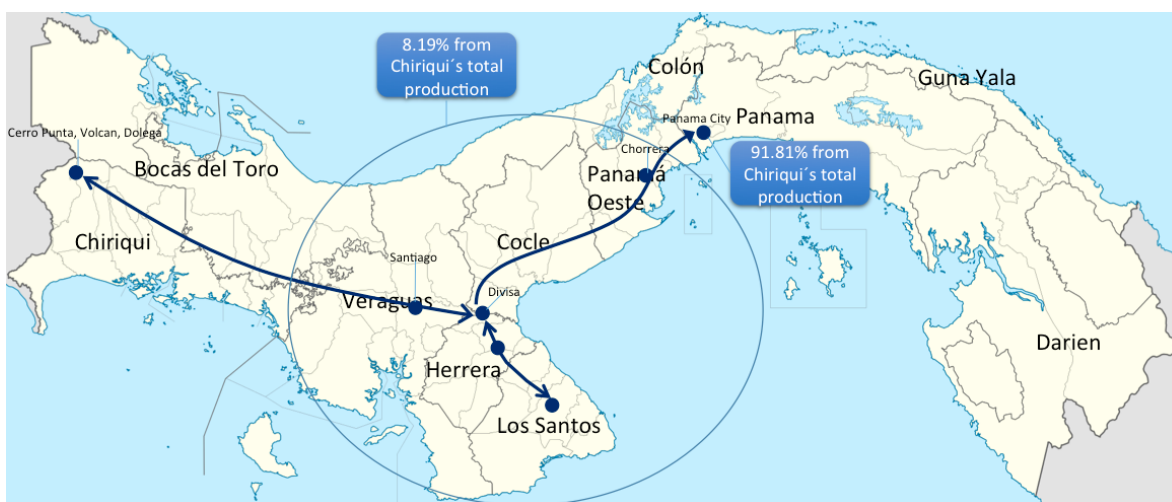 8.19% from
Chiriqui´s total
production
Colón
Guna Yala
Panama City
Panama
Cerro Punta, Volcan, Dolega
Chorrera
Bocas del Toro
91.81% from
Chiriqui´s total
production
Panamá
Oeste
Chiriqui
Cocle
Santiago
Divisa
Veraguas
Darien
Herrera
Los Santos